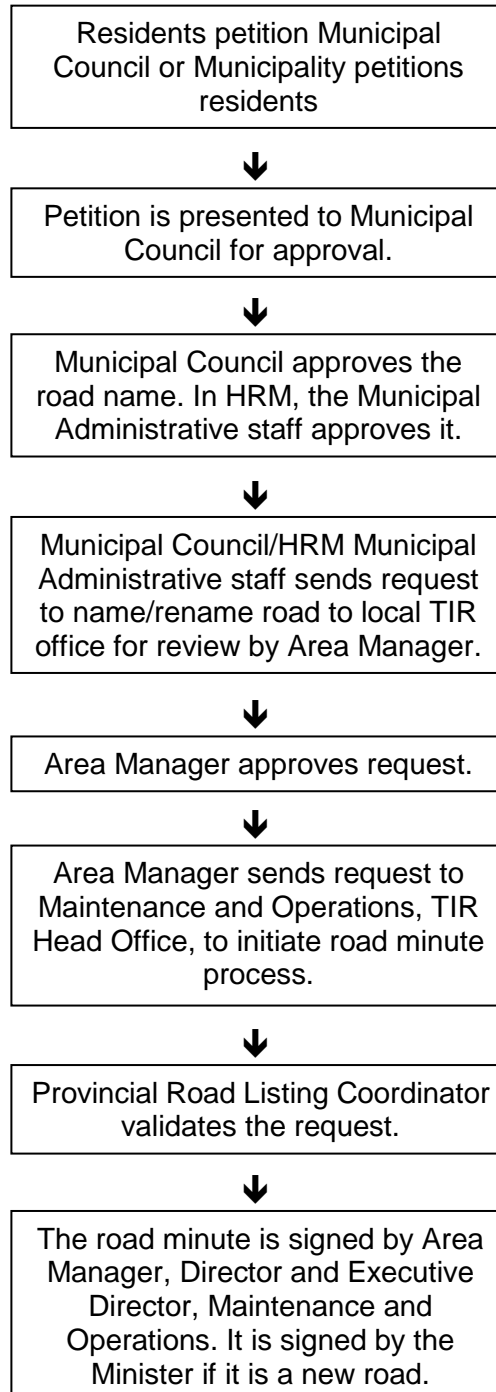 Residents petition Municipal
Council or Municipality petitions
residents
Petition is presented to Municipal
Council for approval.
Municipal Council approves the
road name. In HRM, the Municipal
Administrative staff approves it.
Municipal Council/HRM Municipal
Administrative staff sends request
to name/rename road to local TIR
office for review by Area Manager.
Area Manager approves request.
Area Manager sends request to
Maintenance and Operations, TIR
Head Office, to initiate road minute
process.
Provincial Road Listing Coordinator
validates the request.
The road minute is signed by Area
Manager, Director and Executive
Director, Maintenance and
Operations. It is signed by the
Minister if it is a new road.